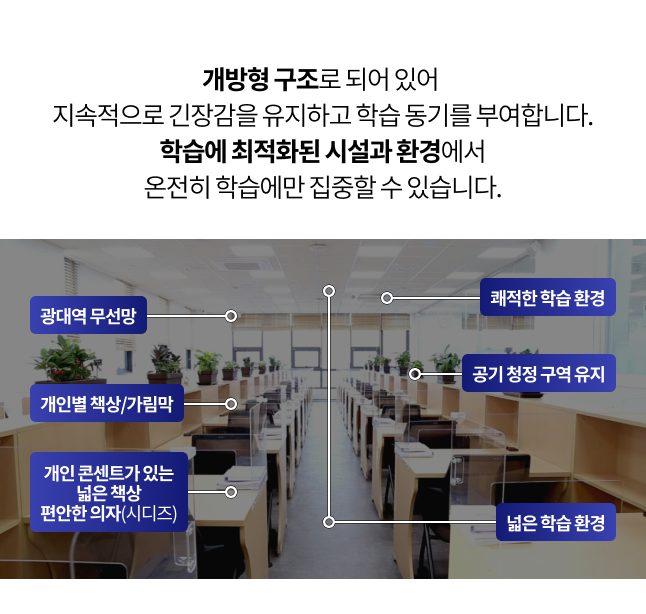 개방형 구조로 되어 있어
지속적으로 긴장감을 유지하고 학습 동기를 부여합니다.
학습에 최적화된 시설과 환경에서
온전히 학습에만 집중할 수 있습니다.
광대역 무선망
개인별 책상/가림막
개인 콘센트가 있는
넓은 책상
편안한 의자(시디즈)
쾌적한 학습 환경
공기 청정 구역 유지
넓은 학습 환경